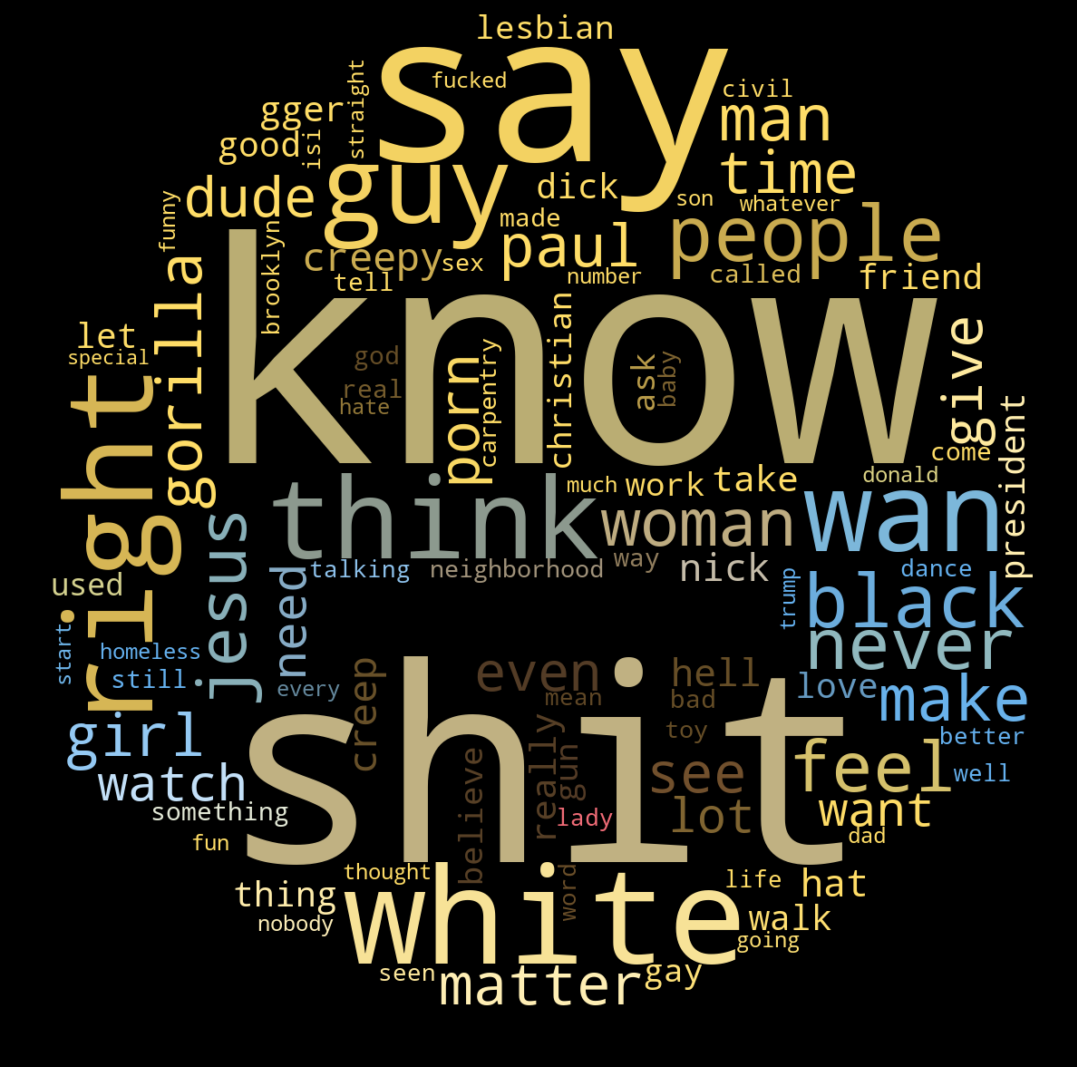 lesbian
say
fucked
civil
straight
gger
man
good
isi
time
guy
dick
dude
son
whatever
funny
made
people
paul
brooklyn
creepy
sex
called
friend
number
tell
gorilla
know
let
special
christian
give
god
ask
baby
real
porn
carpentry
hate
right
president
come
think
much
work
take
donald
wan
woman
jesus
need
talking
neighborhood
way
nick
dance
used
trump
black
start
homeless
never
still
every
creep
even
hell
love
shit
mean
bad
make
girl
toy
better
really
gun
watch
believe
see
feel
well
something
lady
lot
want
fun
dad
thought
white
word
life
hat
thing
nobody
walk
going
seen
matter
gay